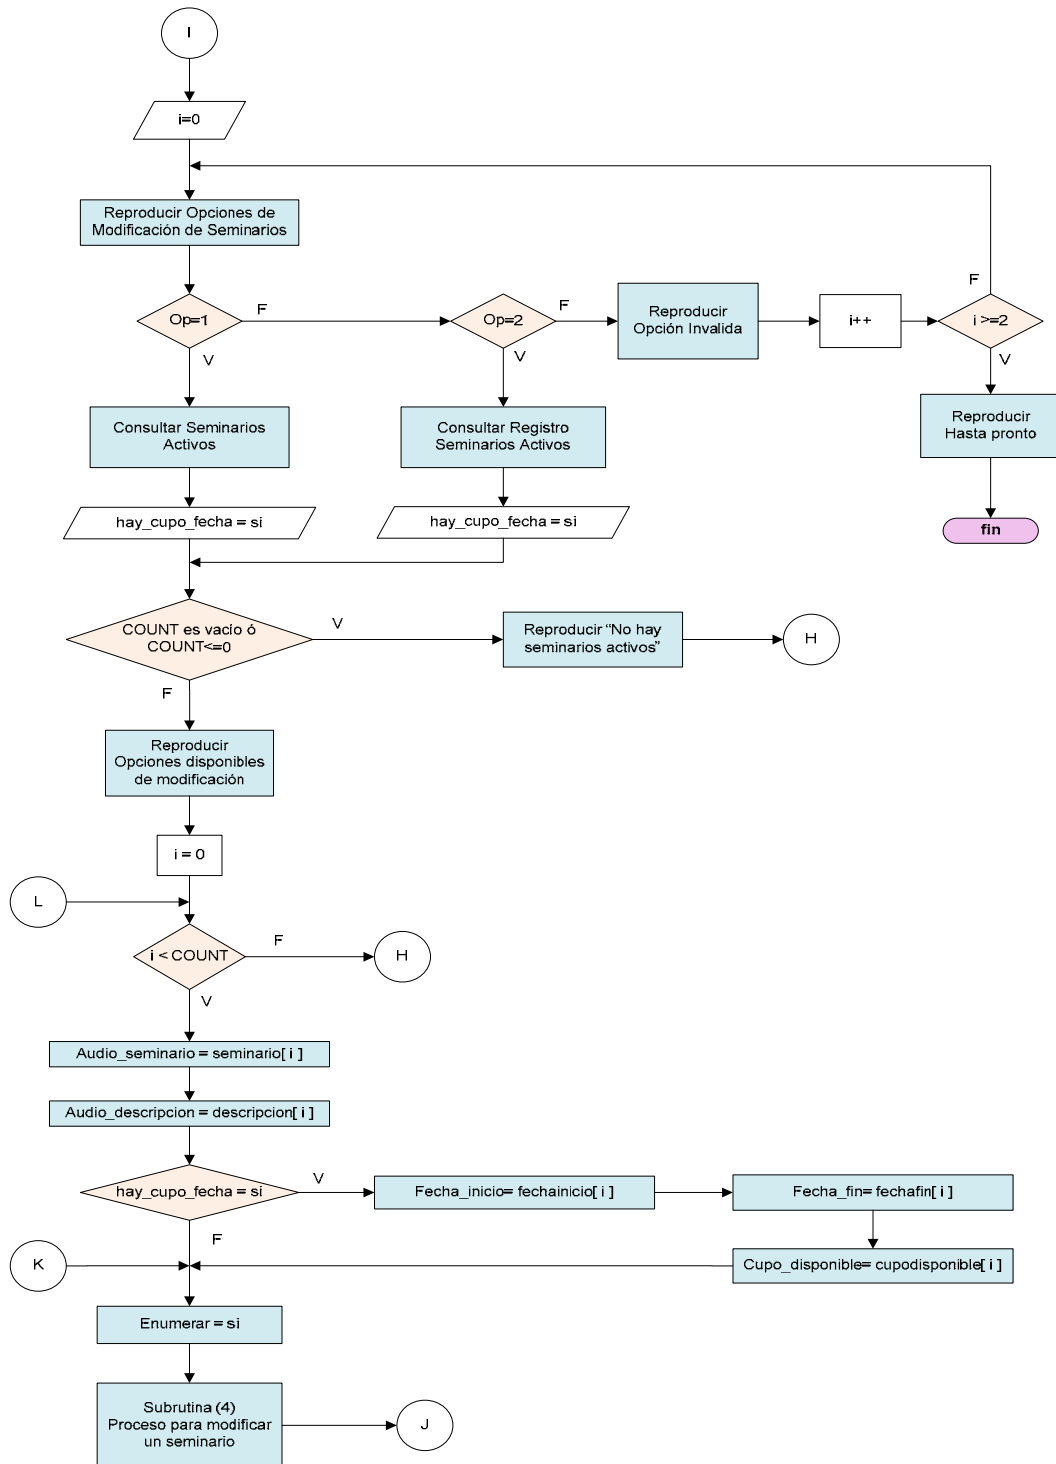 I
i=0
Reproducir Opciones de
Modificación de Seminarios
Op=1
F
V
Op=2
F
V
Reproducir
Opción Invalida
i++
F
i >=2
V
Consultar Seminarios
Activos
Consultar Registro
Seminarios Activos
Reproducir
Hasta pronto
hay_cupo_fecha = si
hay_cupo_fecha = si
fin
COUNT es vacío ó
COUNT<=0
V
F
Reproducir “No hay
seminarios activos”
H
Reproducir
Opciones disponibles
de modificación
i = 0
L
i < COUNT
F
V
H
Audio_seminario = seminario[ i ]
Audio_descripcion = descripcion[ i ]
hay_cupo_fecha = si
V
F
Fecha_inicio= fechainicio[ i ]
Fecha_fin= fechafin[ i ]
K
Cupo_disponible= cupodisponible[ i ]
Enumerar = si
Subrutina (4)
Proceso para modificar
un seminario
J